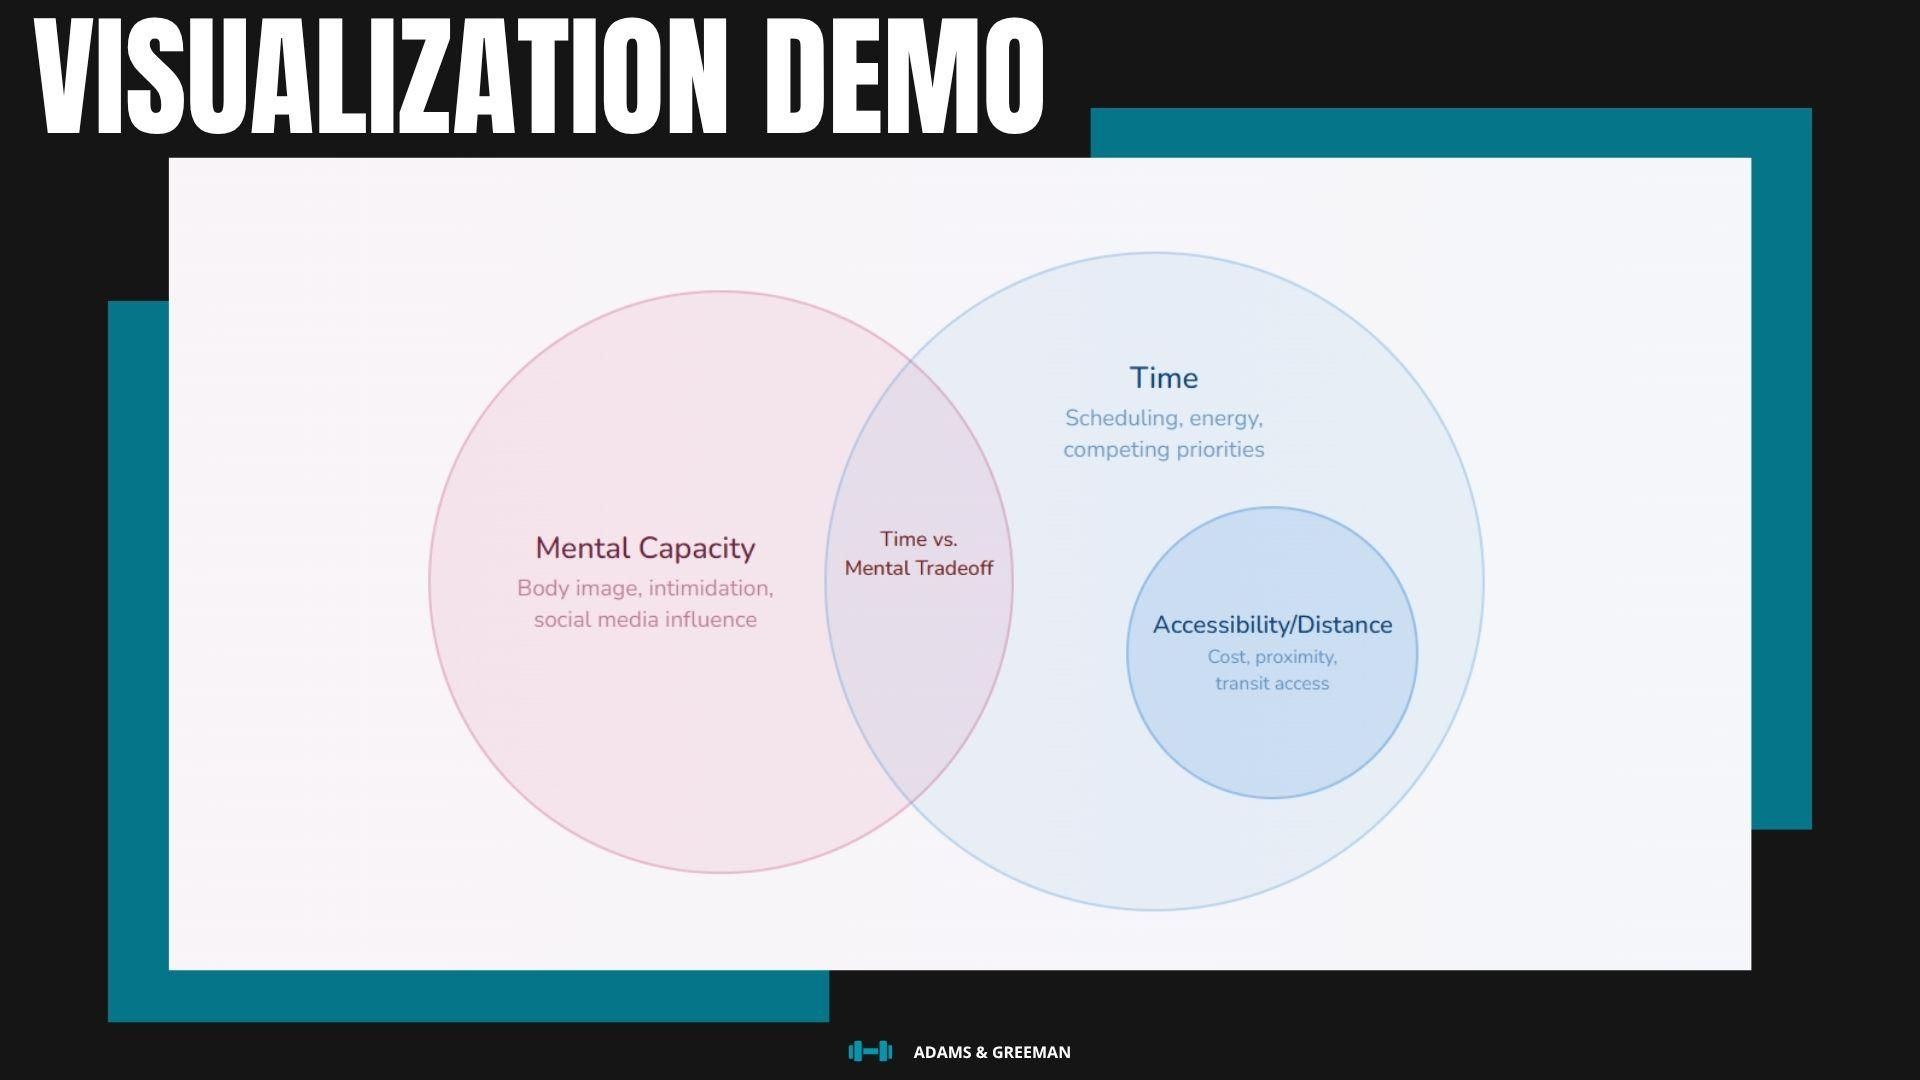 VISUALIZATION DEMO
Mental Capacity
Body image, intimidation,
social media influence
Time vs.
Mental Tradeoff
Time
Scheduling, energy,
competing priorities
Accessibility/Distance
Cost, proximity,
transit access
ADAMS & GREEMAN